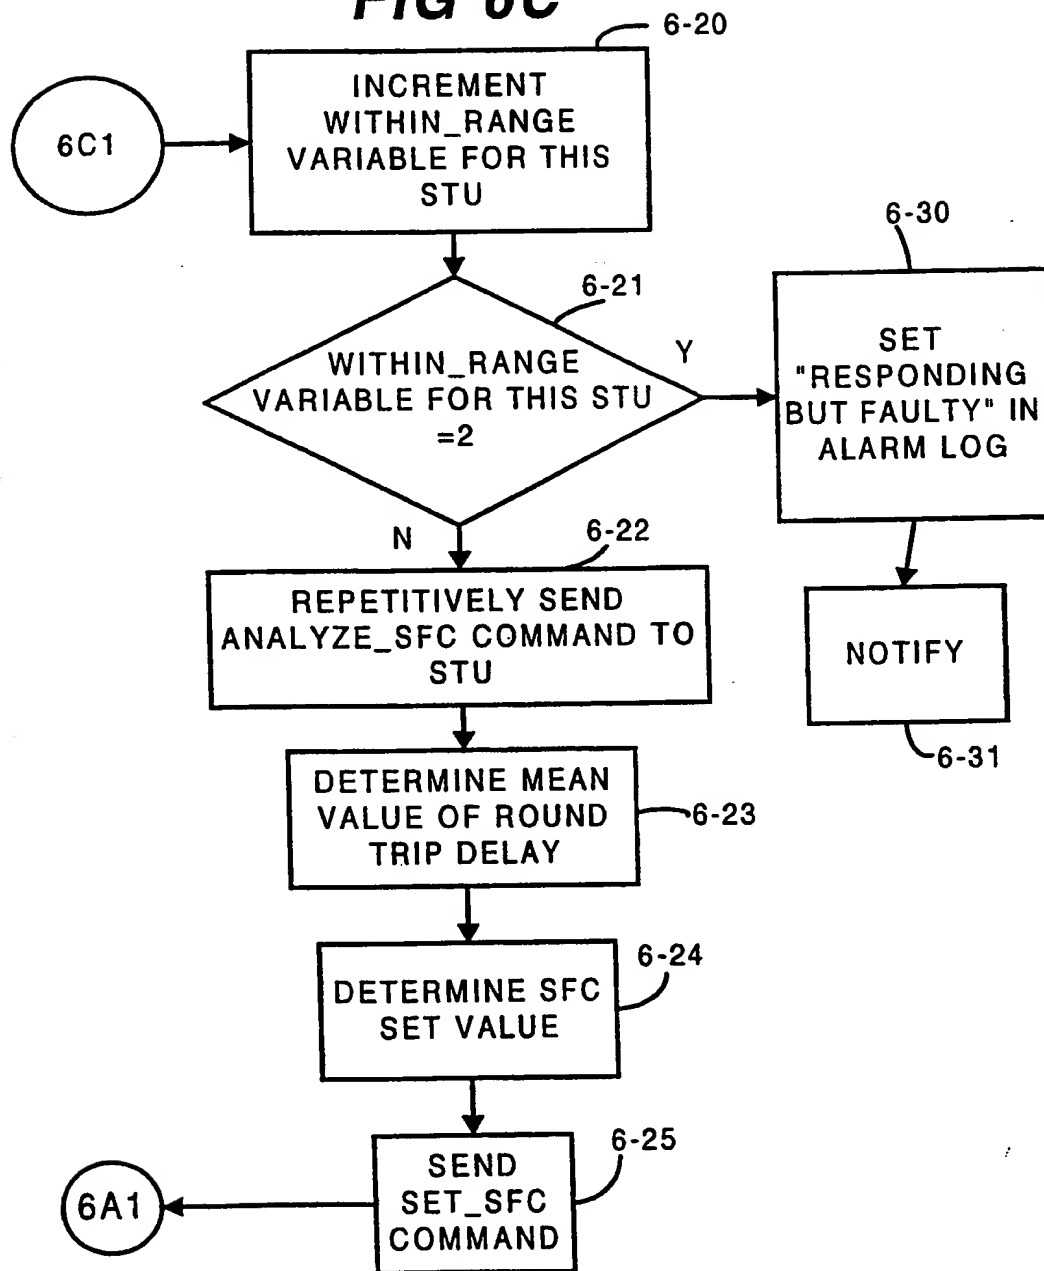 FIG 6C
6-20
INCREMENT
WITHIN_RANGE
VARIABLE FOR THIS
STU
6C1
6-30
6-21
WITHIN_RANGE
VARIABLE FOR THIS STU
=2
Y
SET
"RESPONDING
BUT FAULTY" IN
ALARM LOG
N
6-22
REPETITIVELY SEND
ANALYZE_SFC COMMAND TO
STU
NOTIFY
6-31
DETERMINE MEAN
VALUE OF ROUND
TRIP DELAY
6-23
6-24
DETERMINE SFC
SET VALUE
6-25
SEND
SET_SFC
COMMAND
6A1